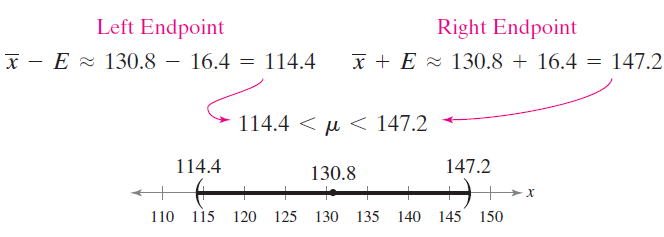 Left Endpoint
Right Endpoint
x̄ − E ≈ 130.8 − 16.4 = 114.4
x̄ + E ≈ 130.8 + 16.4 = 147.2
114.4 < μ < 147.2
114.4 130.8 147.2
x
110 115 120 125 130 135 140 145 150